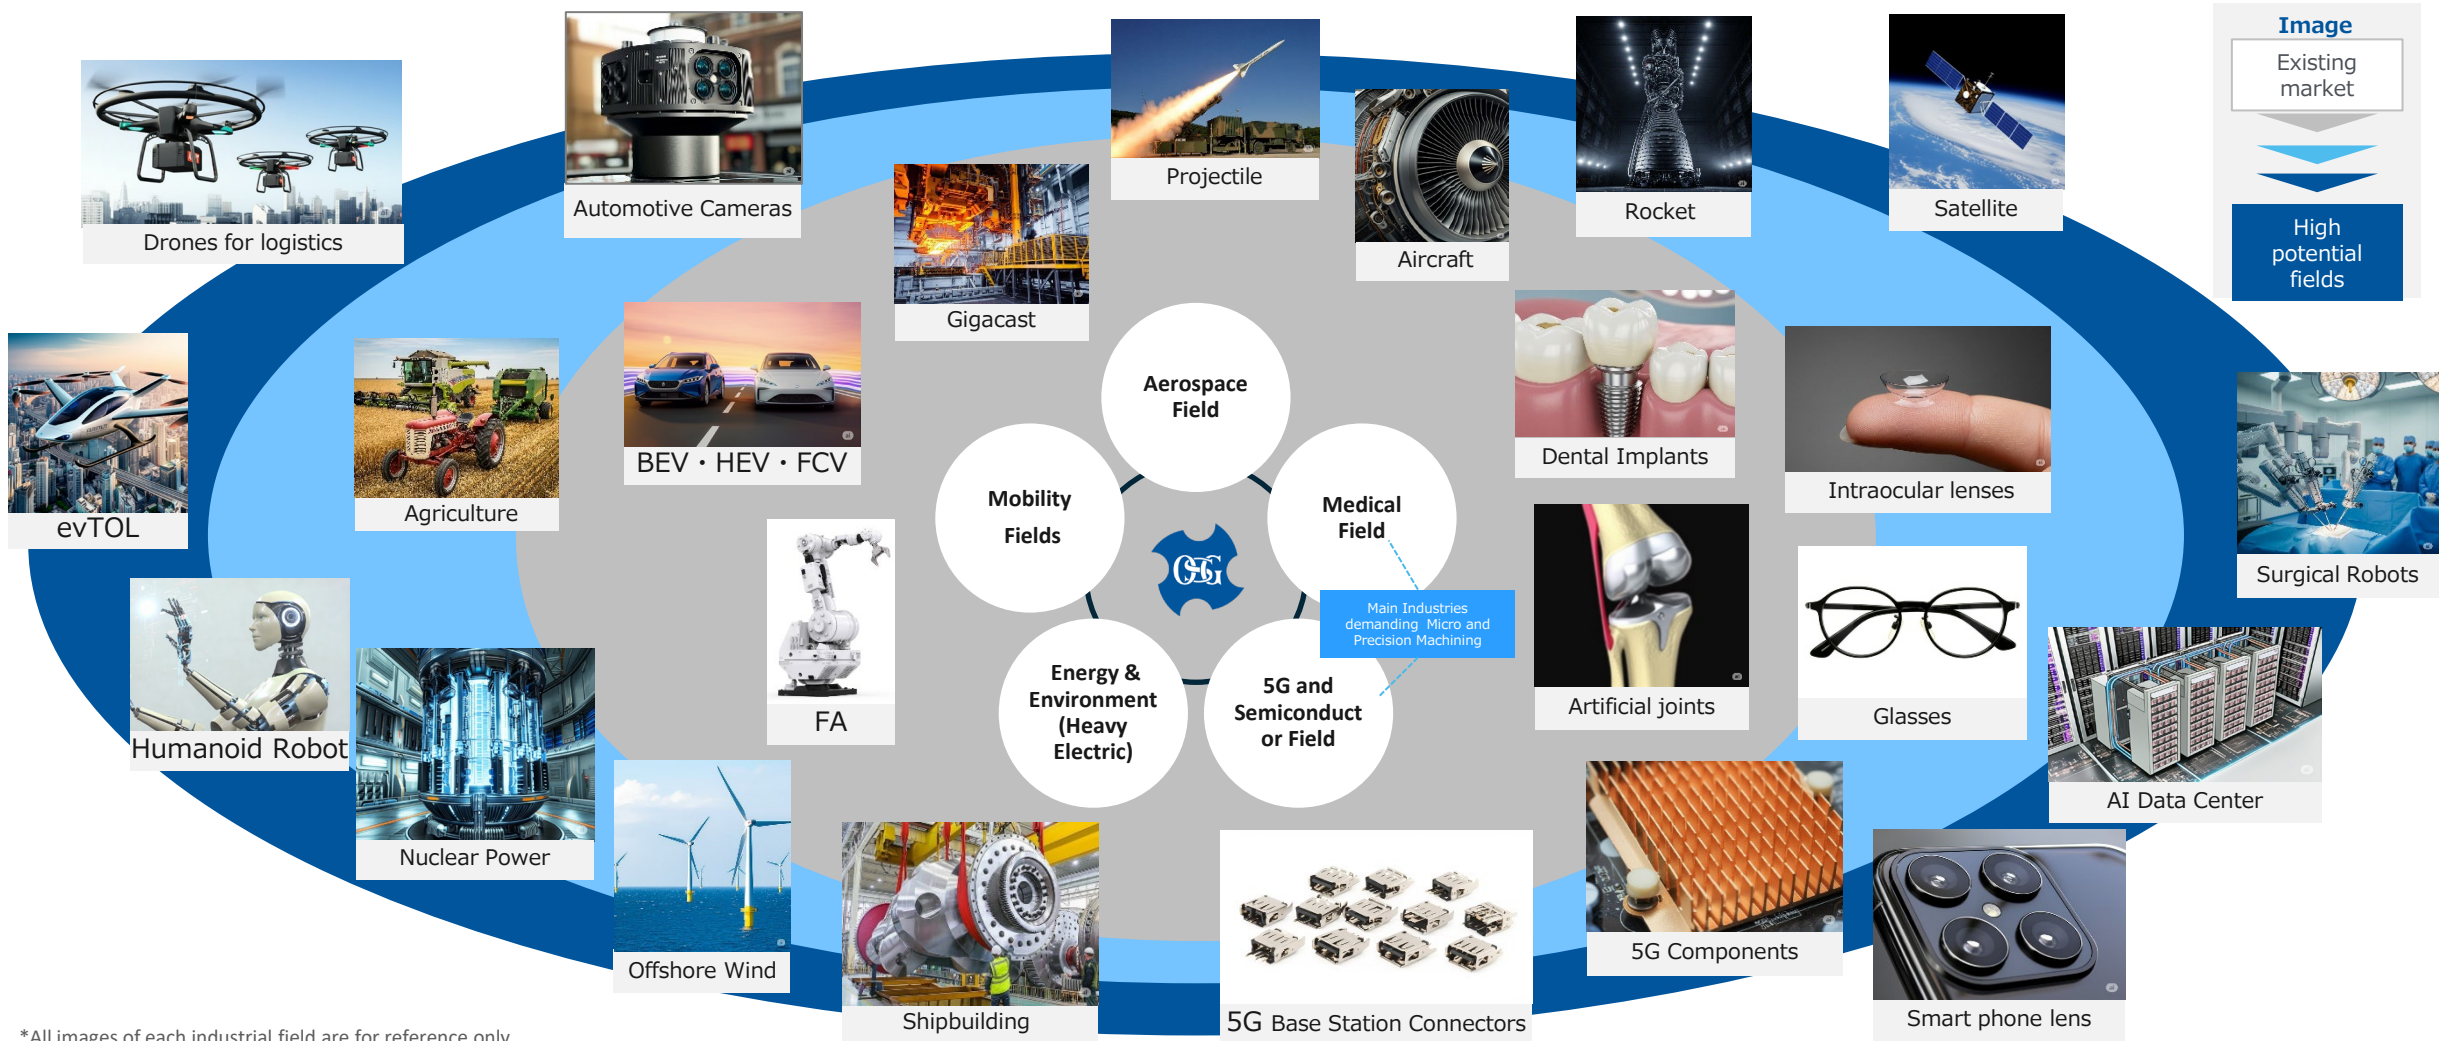 Image
Existing
market
High
potential
fields
Drones for logistics
Automotive Cameras
Projectile
Aircraft
Rocket
Satellite
Gigacast
evTOL
Agriculture
BEV・HEV・FCV
Dental Implants
Intraocular lenses
Surgical Robots
Aerospace
Field
Mobility
Fields
Medical
Field
OSG
Main Industries
demanding Micro and
Precision Machining
Energy &
Environment
(Heavy
Electric)
5G and
Semiconduct
or Field
Humanoid Robot
FA
Artificial joints
Glasses
AI Data Center
Nuclear Power
Offshore Wind
Shipbuilding
5G Base Station Connectors
5G Components
Smart phone lens
*All images of each industrial field are for reference only